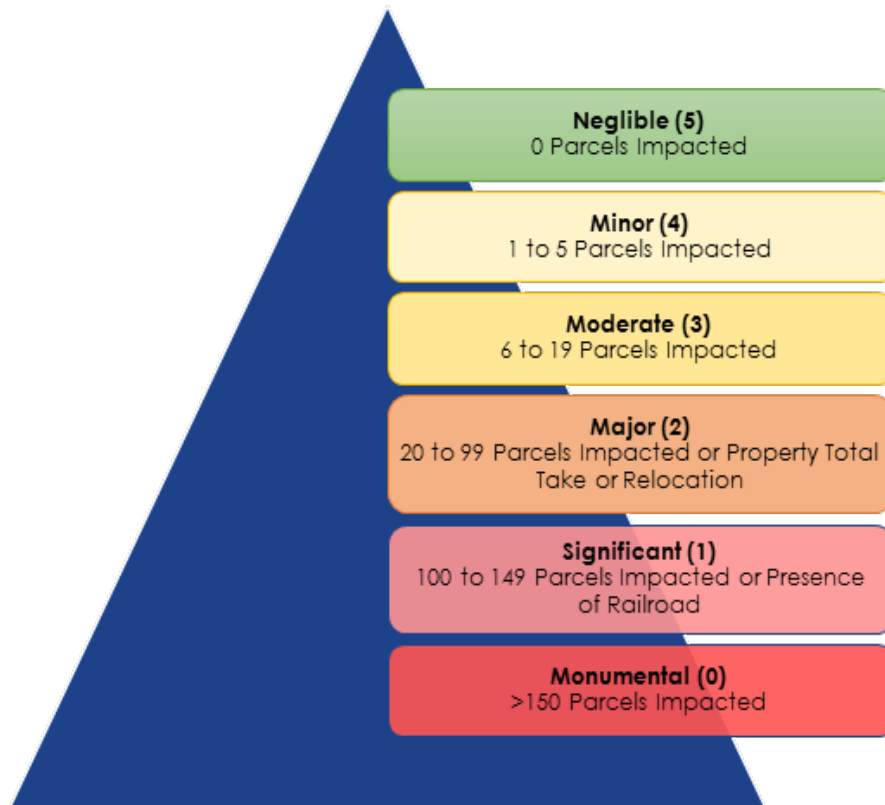 Neglible (5)
0 Parcels Impacted
Minor (4)
1 to 5 Parcels Impacted
Moderate (3)
6 to 19 Parcels Impacted
Major (2)
20 to 99 Parcels Impacted or Property Total
Take or Relocation
Significant (1)
100 to 149 Parcels Impacted or Presence
of Railroad
Monumental (0)
>150 Parcels Impacted